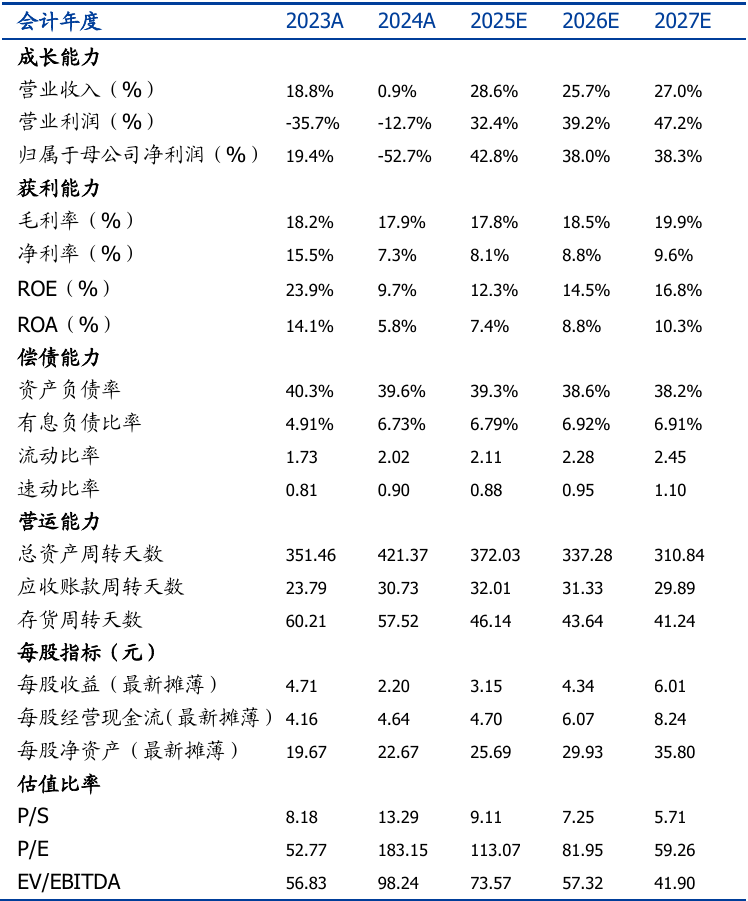 会计年度 2023A 2024A 2025E 2026E 2027E
成长能力
营业收入（%） 18.8% 0.9% 28.6% 25.7% 27.0%
营业利润（%） -35.7% -12.7% 32.4% 39.2% 47.2%
归属于母公司净利润（%） 19.4% -52.7% 42.8% 38.0% 38.3%
获利能力
毛利率（%） 18.2% 17.9% 17.8% 18.5% 19.9%
净利率（%） 15.5% 7.3% 8.1% 8.8% 9.6%
ROE（%） 23.9% 9.7% 12.3% 14.5% 16.8%
ROA（%） 14.1% 5.8% 7.4% 8.8% 10.3%
偿债能力
资产负债率 40.3% 39.6% 39.3% 38.6% 38.2%
有息负债比率 4.91% 6.73% 6.79% 6.92% 6.91%
流动比率 1.73 2.02 2.11 2.28 2.45
速动比率 0.81 0.90 0.88 0.95 1.10
营运能力
总资产周转天数 351.46 421.37 372.03 337.28 310.84
应收账款周转天数 23.79 30.73 32.01 31.33 29.89
存货周转天数 60.21 57.52 46.14 43.64 41.24
每股指标（元）
每股收益（最新摊薄） 4.71 2.20 3.15 4.34 6.01
每股经营现金流（最新摊薄） 4.16 4.64 4.70 6.07 8.24
每股净资产（最新摊薄） 19.67 22.67 25.69 29.93 35.80
估值比率
P/S 8.18 13.29 9.11 7.25 5.71
P/E 52.77 183.15 113.07 81.95 59.26
EV/EBITDA 56.83 98.24 73.57 57.32 41.90